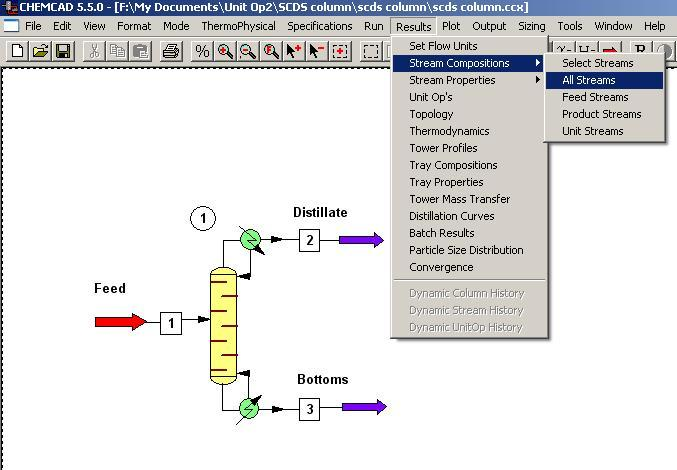 CHEMCAD 5.5.0 - [F:\My Documents\Unit Op2\SCDS column\scds column\scds column.ccx]
File Edit View Format Mode ThermoPhysical Specifications Run Results Plot Output Sizing Tools Window Help
%
Set Flow Units
Stream Compositions
Select Streams
Stream Properties
All Streams
Unit Op's
Feed Streams
Topology
Product Streams
Thermodynamics
Unit Streams
Tower Profiles
Tray Compositions
Tray Properties
Tower Mass Transfer
Distillation Curves
Batch Results
Particle Size Distribution
Convergence
Dynamic Column History
Dynamic Stream History
Dynamic UnitOp History
1
Distillate
2
Feed
1
Bottoms
3